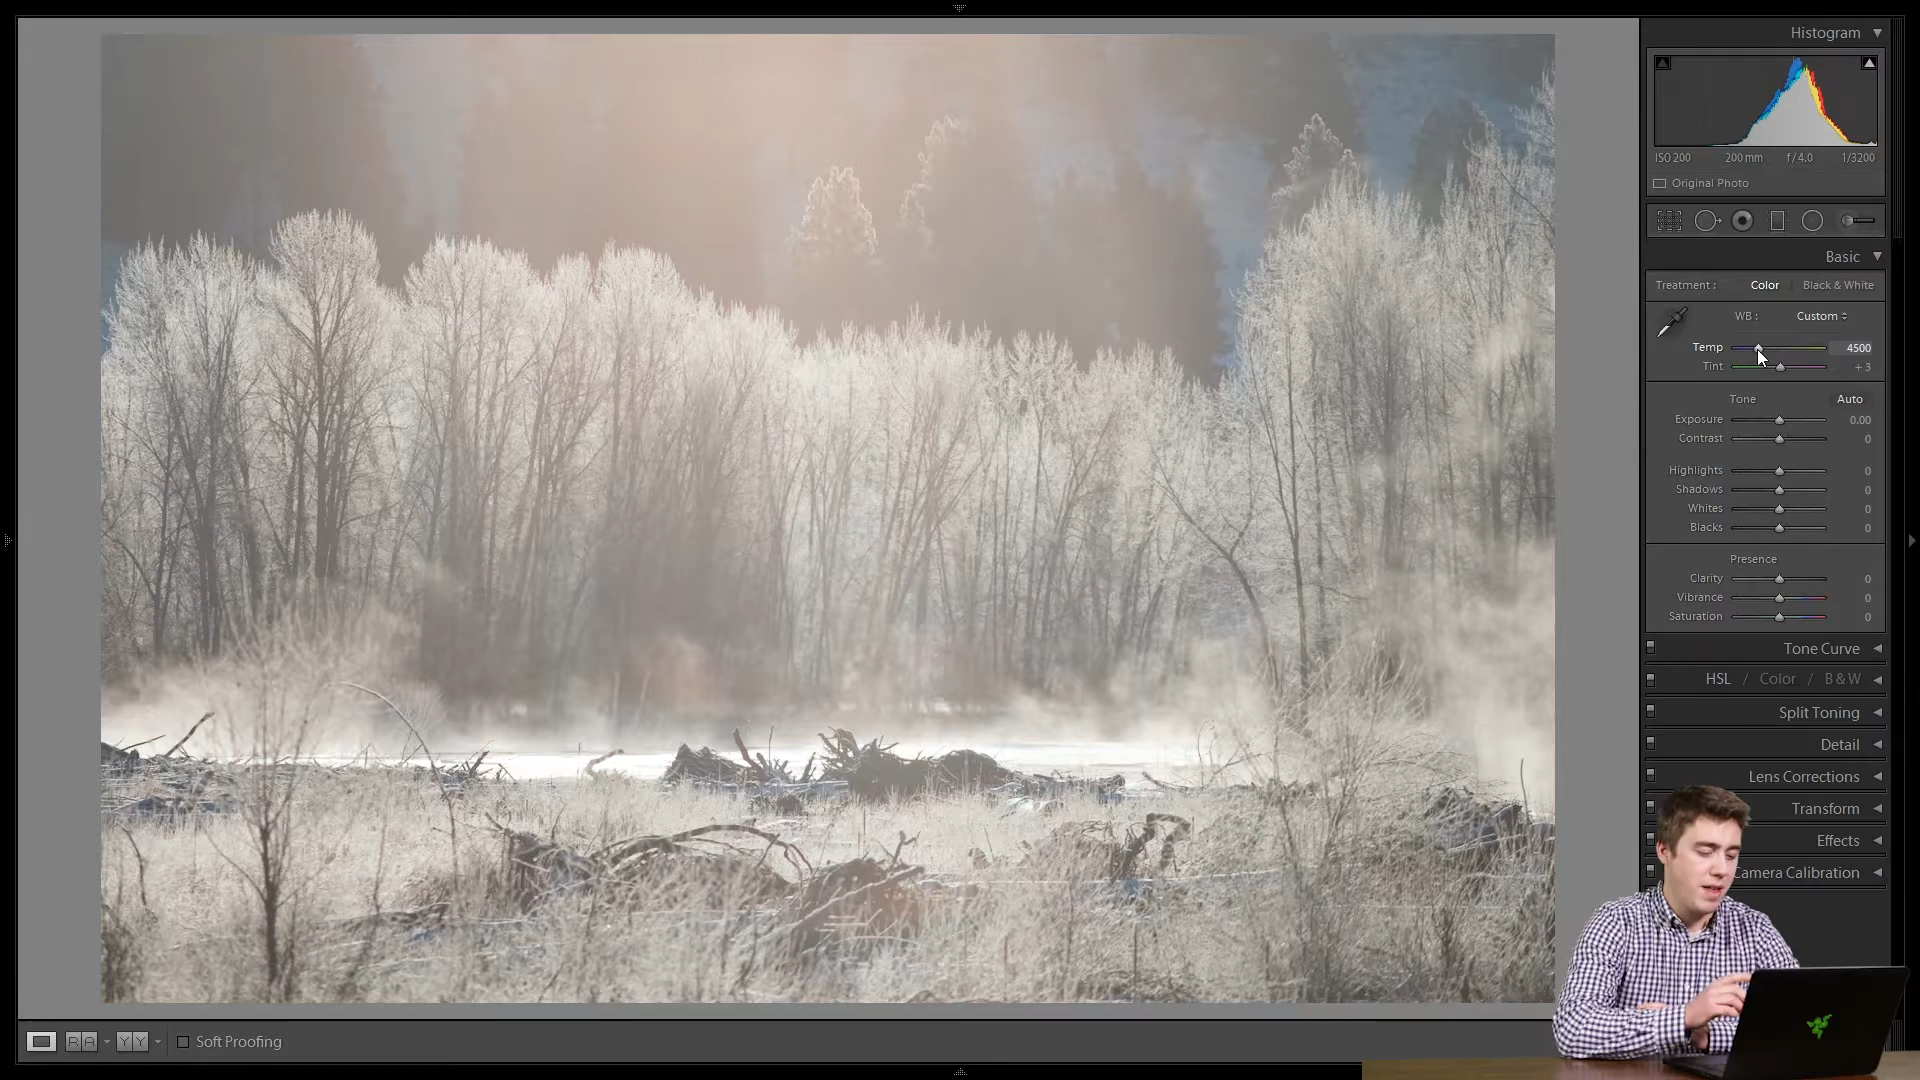 Histogram
ISO 200 200 mm f / 4.0 1/3200
Original Photo
Basic
Treatment : Color Black & White
WB : Custom
Temp 4500
Tint + 3
Tone Auto
Exposure 0.00
Contrast 0
Highlights 0
Shadows 0
Whites 0
Blacks 0
Presence
Clarity 0
Vibrance 0
Saturation 0
Tone Curve
HSL / Color / B & W
Split Toning
Detail
Lens Corrections
Transform
Effects
Camera Calibration
R A Y Y Soft Proofing